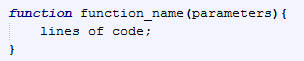 function function_name(parameters){
    lines of code;
}